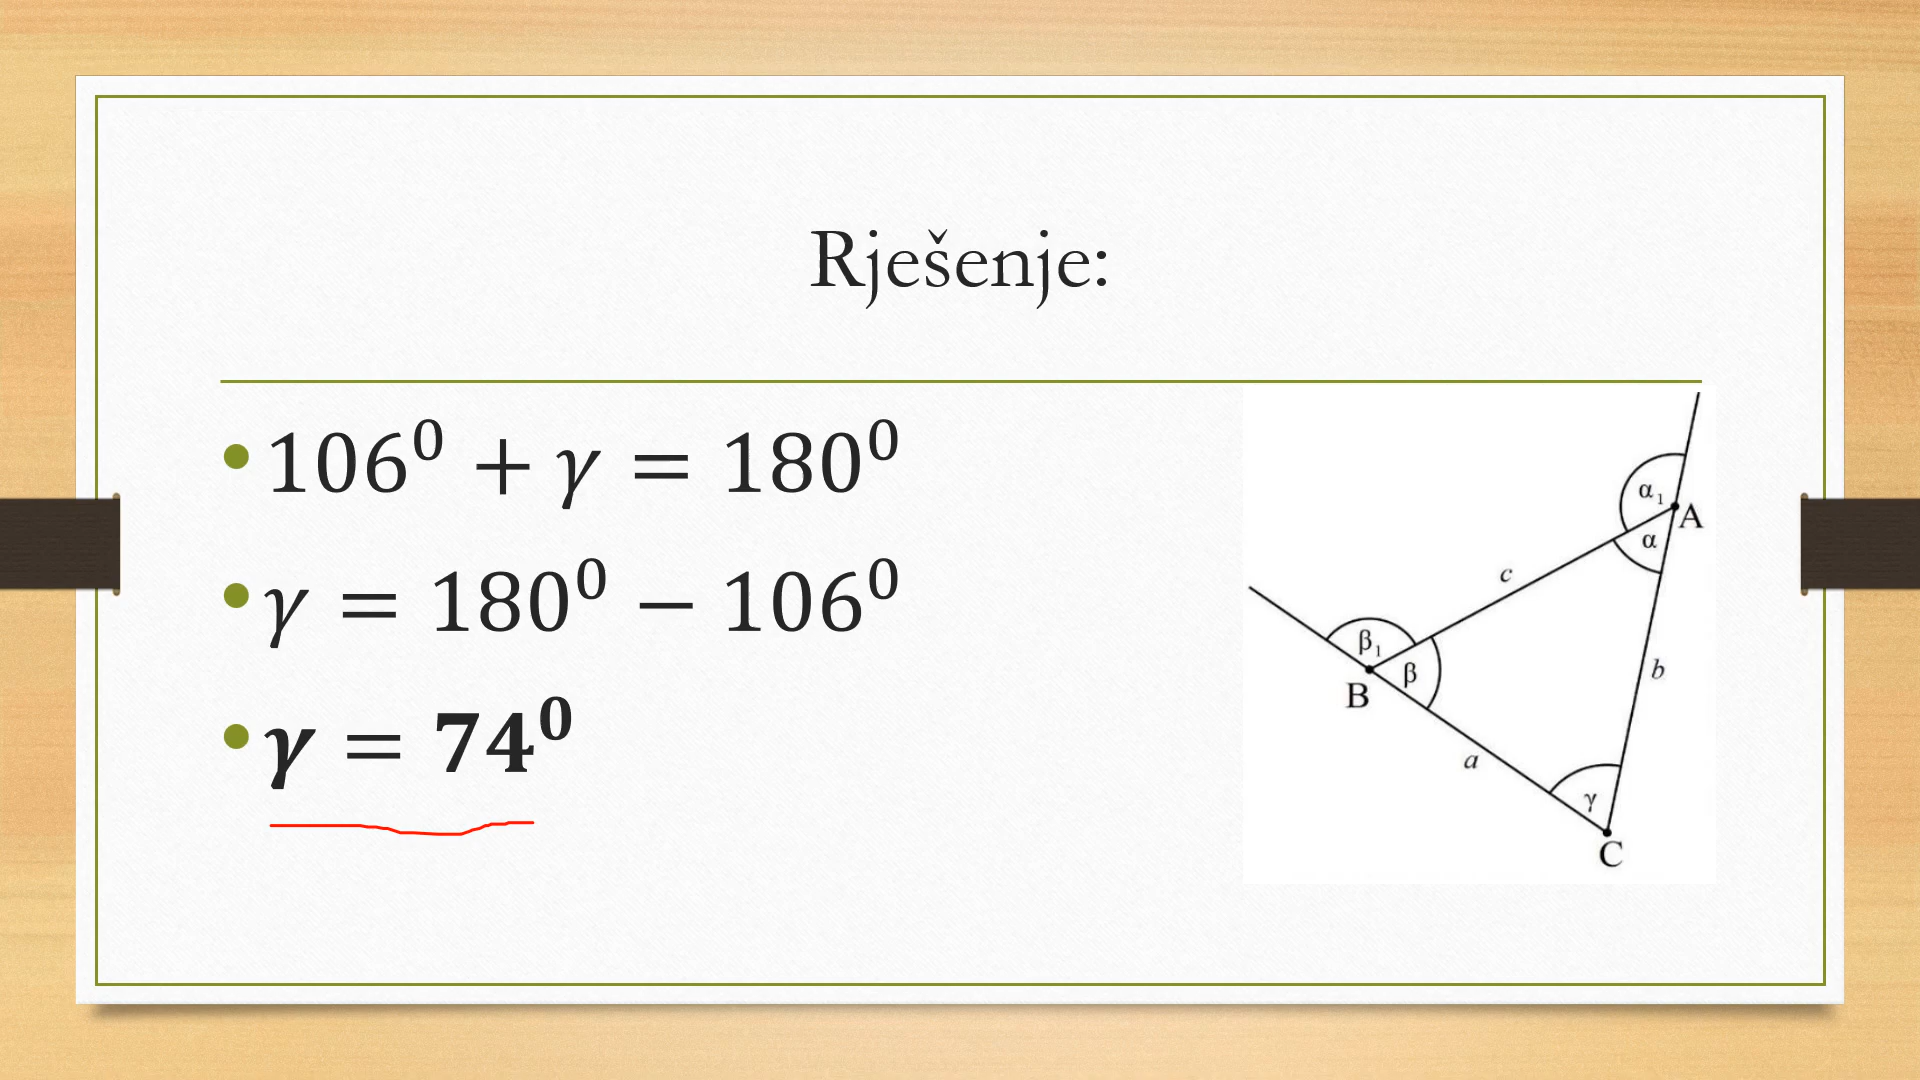 Rješenje:
• 106⁰ + γ = 180⁰
• γ = 180⁰ − 106⁰
• γ = 74⁰
α₁
A
α
c
β₁
β
B
b
a
γ
C